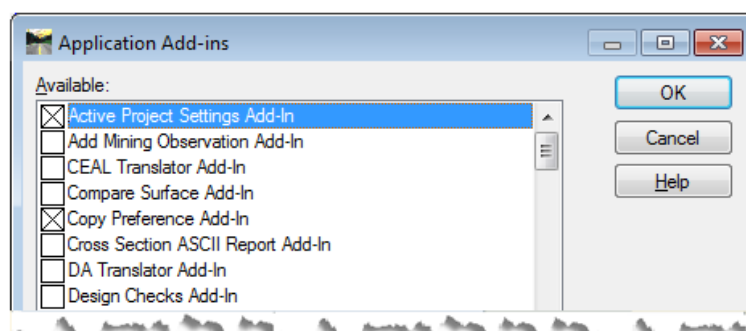 Application Add-ins
Available:
Active Project Settings Add-In
Add Mining Observation Add-In
CEAL Translator Add-In
Compare Surface Add-In
Copy Preference Add-In
Cross Section ASCII Report Add-In
DA Translator Add-In
Design Checks Add-In
OK
Cancel
Help